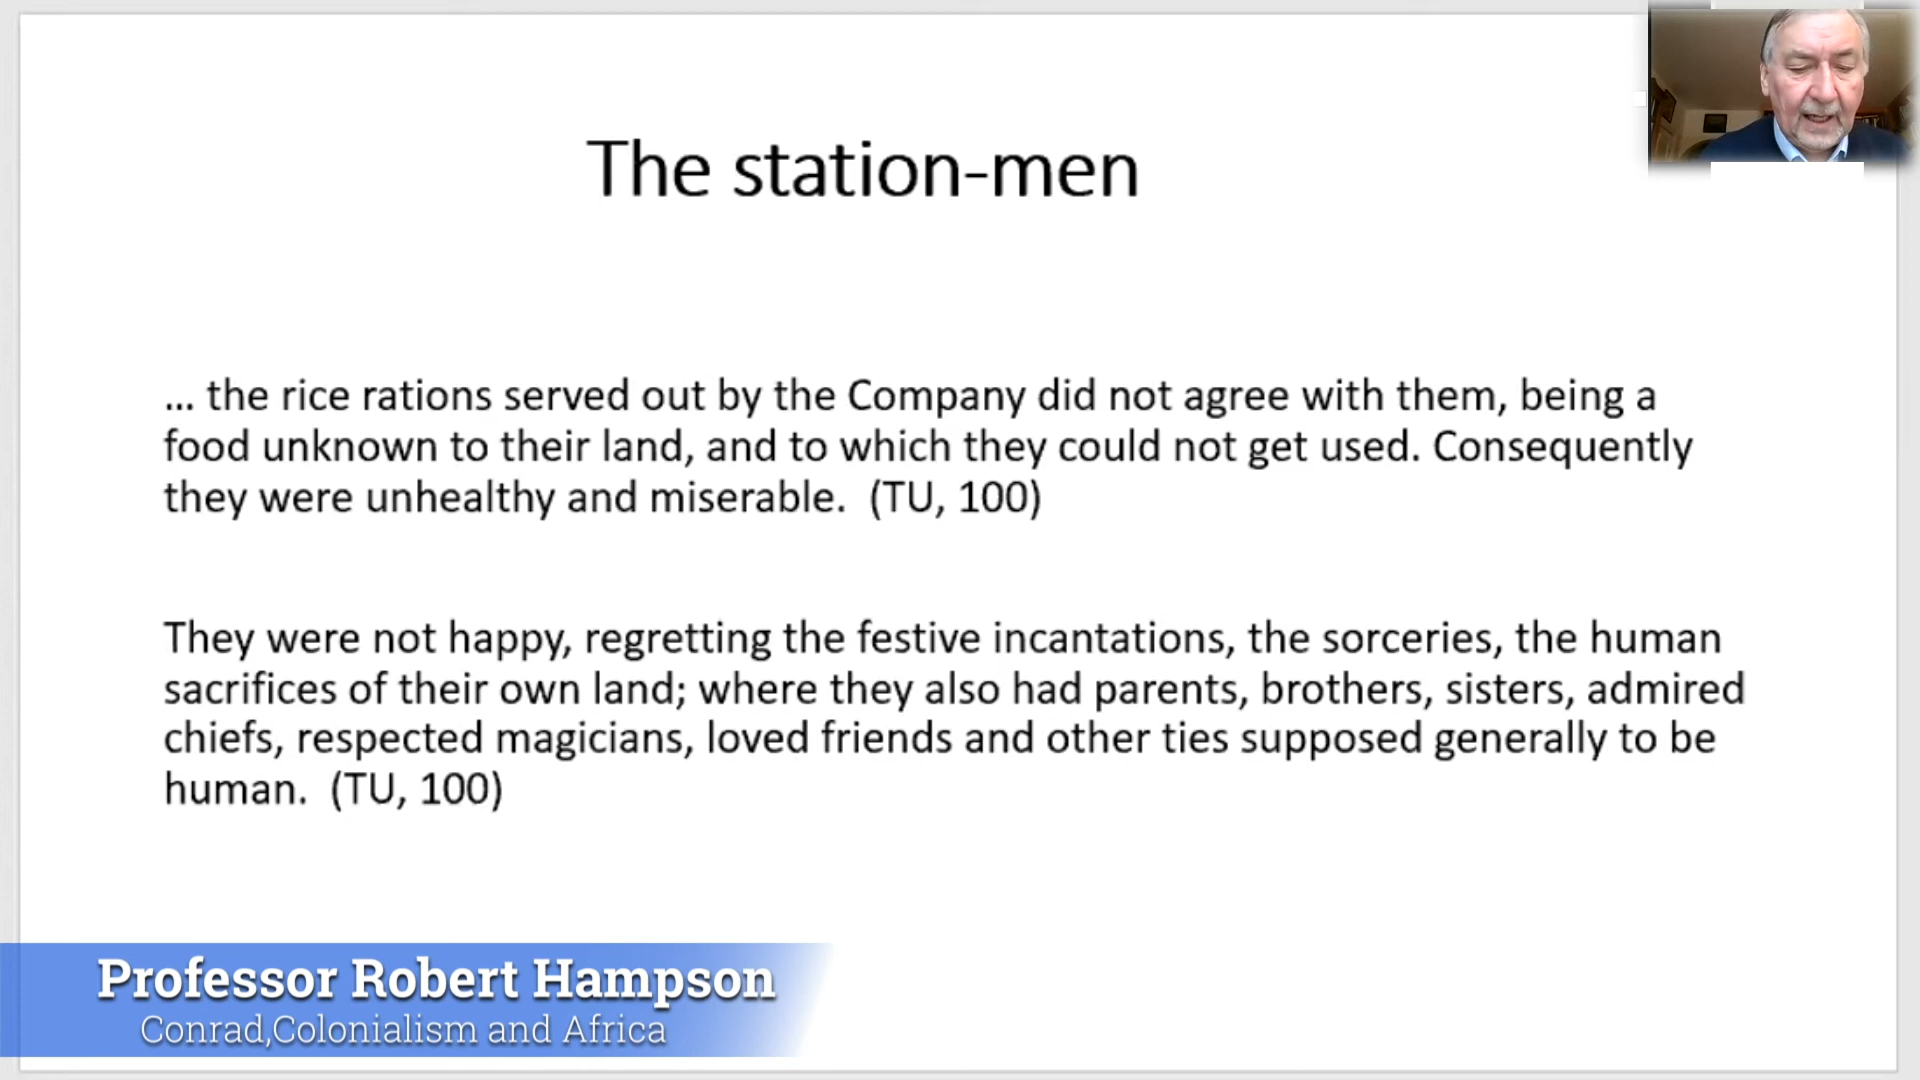 The station-men
... the rice rations served out by the Company did not agree with them, being a
food unknown to their land, and to which they could not get used. Consequently
they were unhealthy and miserable.  (TU, 100)
They were not happy, regretting the festive incantations, the sorceries, the human
sacrifices of their own land; where they also had parents, brothers, sisters, admired
chiefs, respected magicians, loved friends and other ties supposed generally to be
human.  (TU, 100)
Professor Robert Hampson
Conrad,Colonialism and Africa